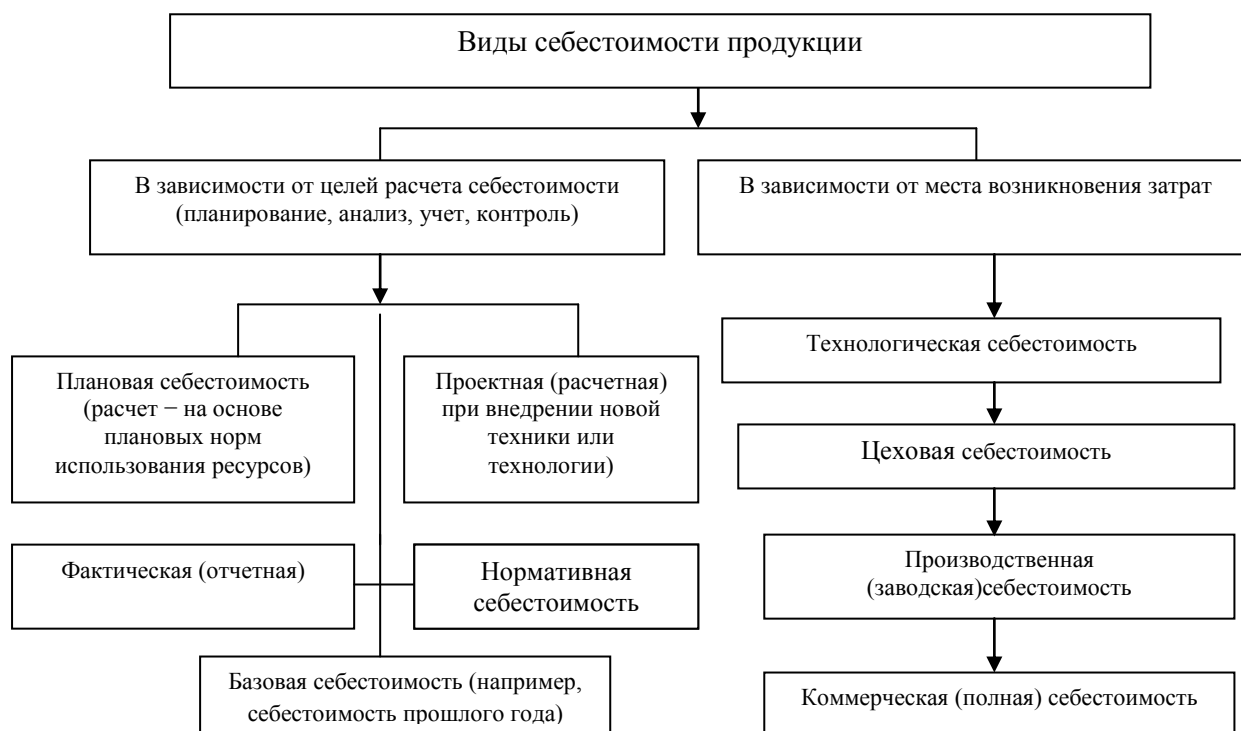 Виды себестоимости продукции
В зависимости от целей расчета себестоимости
(планирование, анализ, учет, контроль)
В зависимости от места возникновения затрат
Плановая себестоимость
(расчет – на основе
плановых норм
использования ресурсов)
Проектная (расчетная)
при внедрении новой
техники или
технологии)
Фактическая (отчетная)
Нормативная
себестоимость
Базовая себестоимость (например,
себестоимость прошлого года)
Технологическая себестоимость
Цеховая себестоимость
Производственная
(заводская)себестоимость
Коммерческая (полная) себестоимость